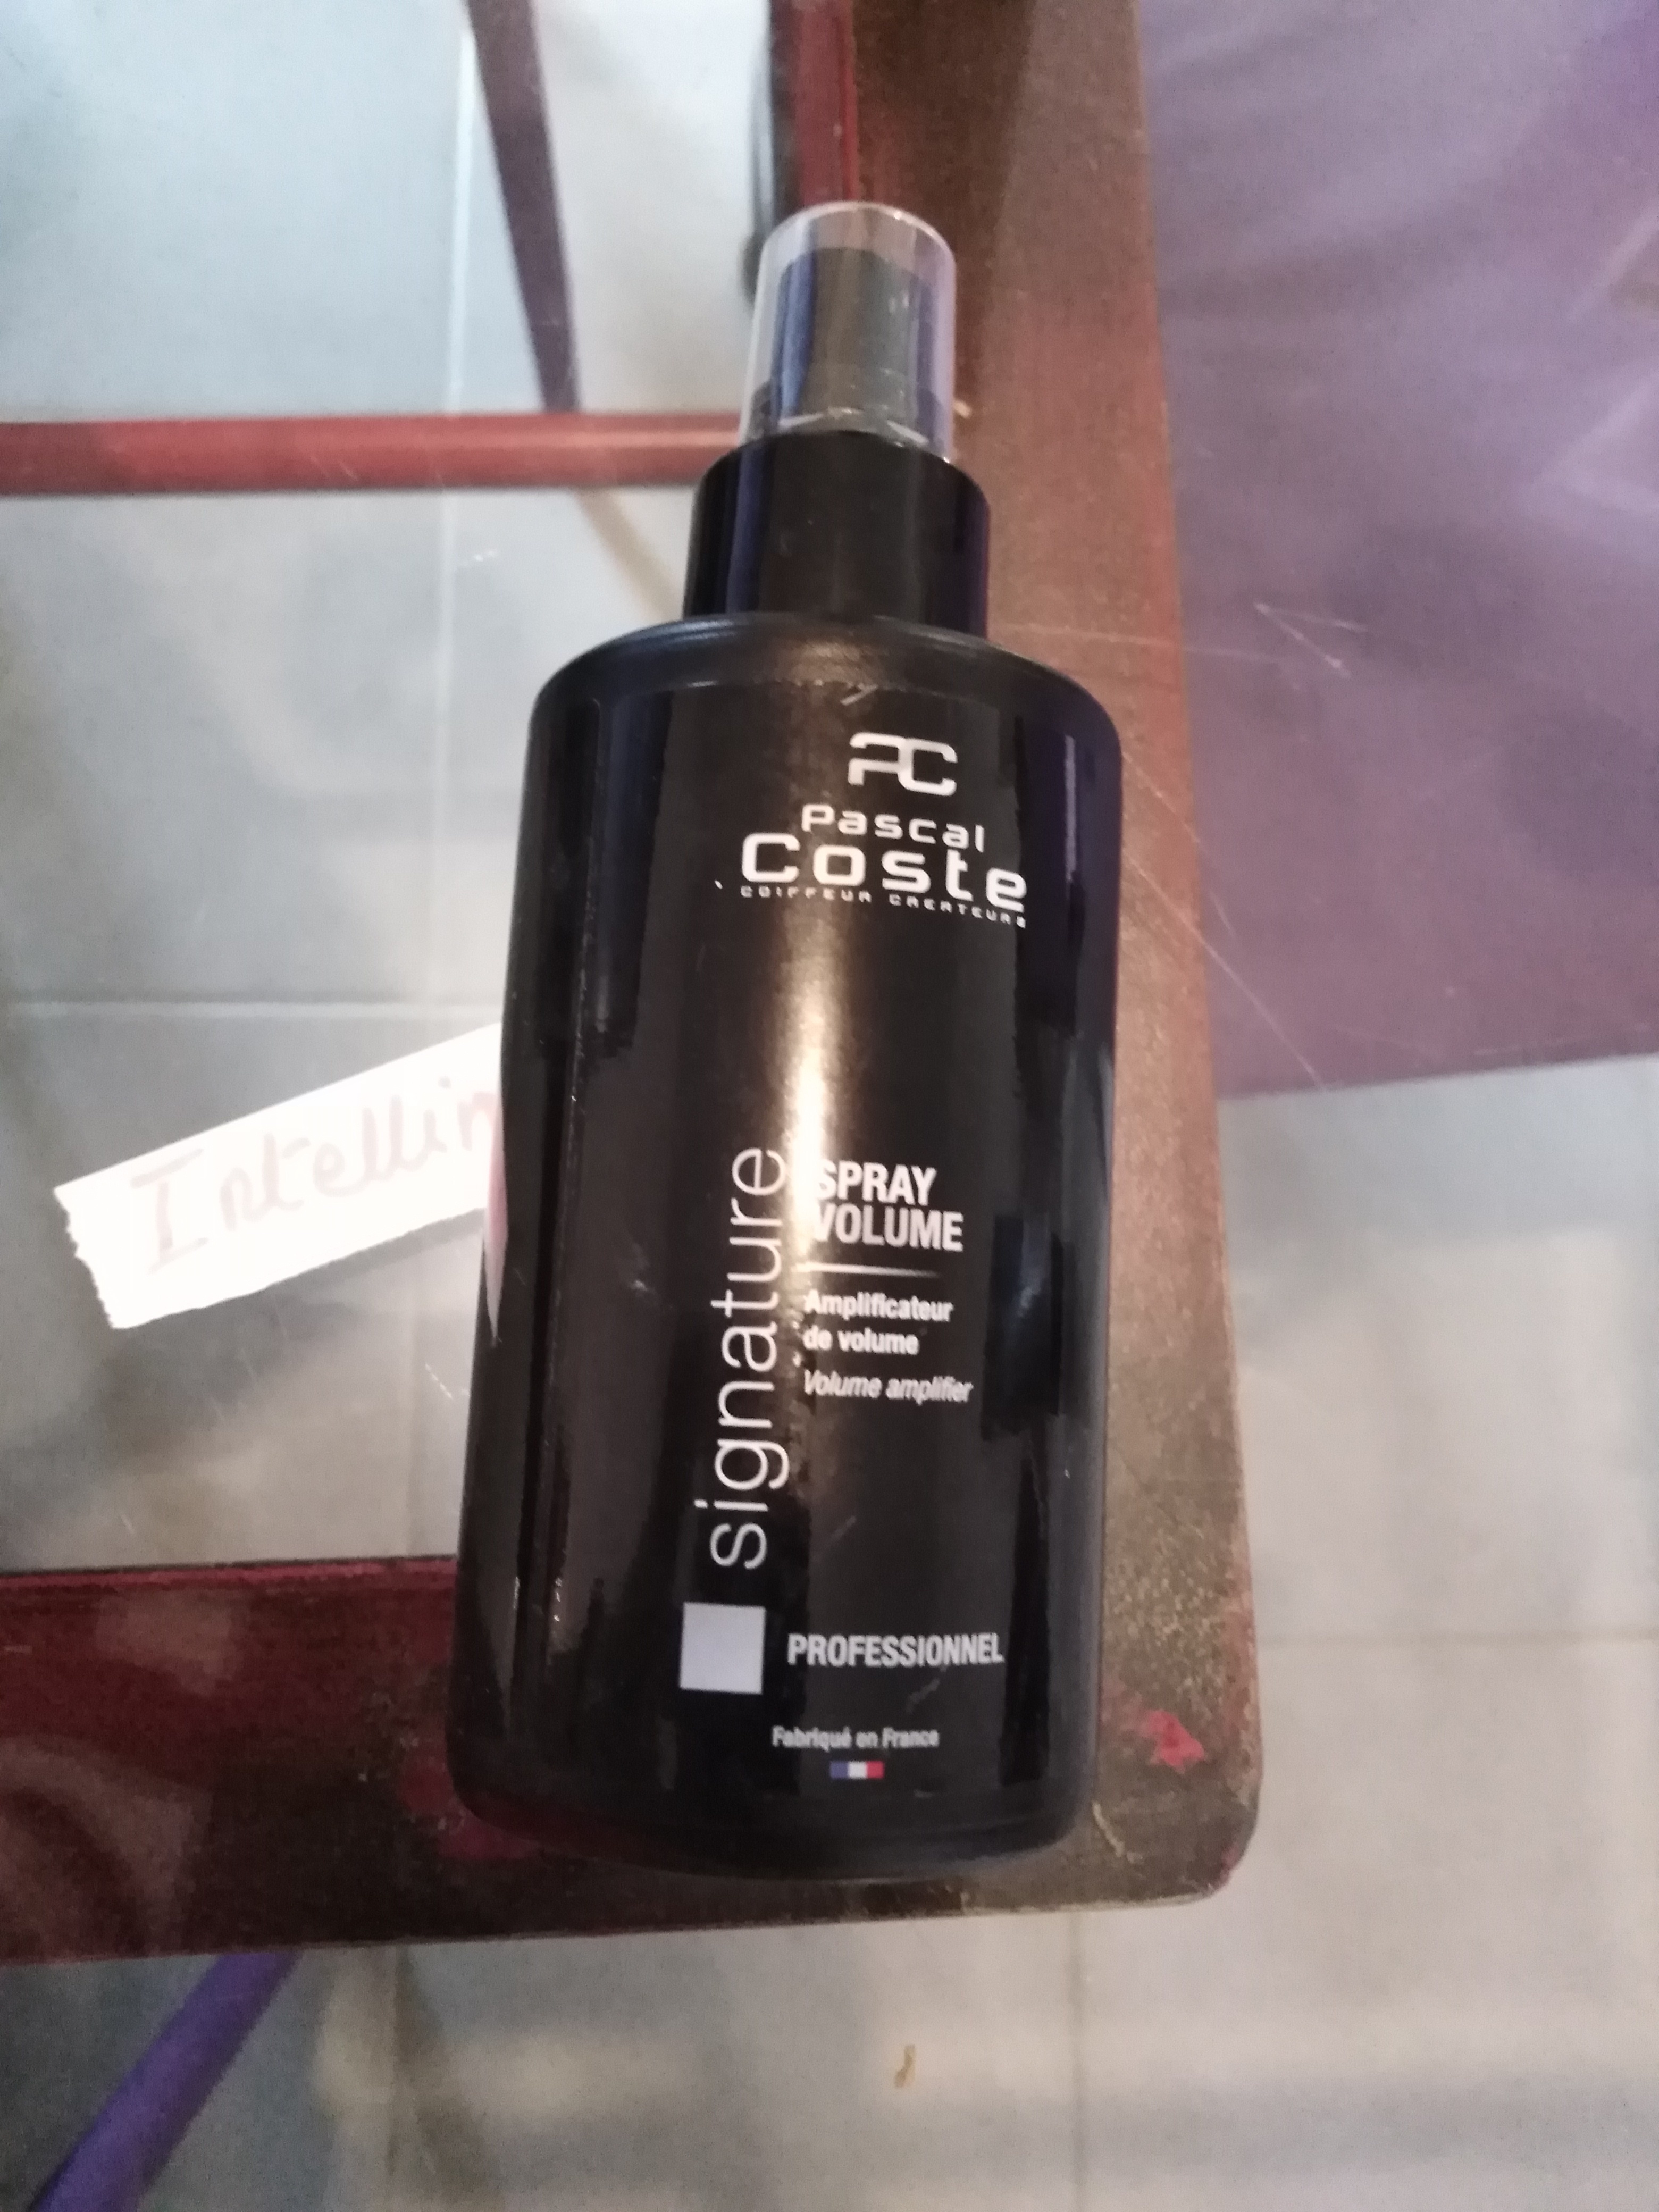 PC
Pascal
Coste
COIFFEUR CREATEURS
signature
SPRAY
VOLUME
Amplificateur
de volume
Volume amplifier
PROFESSIONNEL
Fabriqué en France